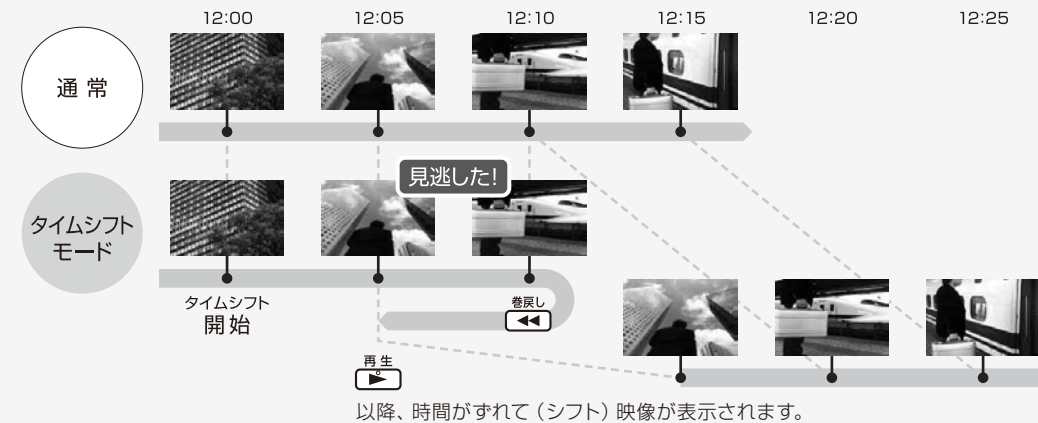 12:00 12:05 12:10 12:15 12:20 12:25
通常
見逃した!
タイムシフト
モード
タイムシフト
開始
巻戻し
再生
以降、時間がずれて(シフト)映像が表示されます。